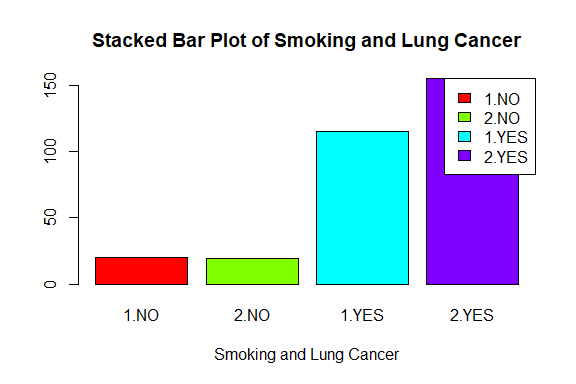 Stacked Bar Plot of Smoking and Lung Cancer
150
100
50
0
1.NO
2.NO
1.YES
2.YES
1.NO 2.NO 1.YES 2.YES
Smoking and Lung Cancer